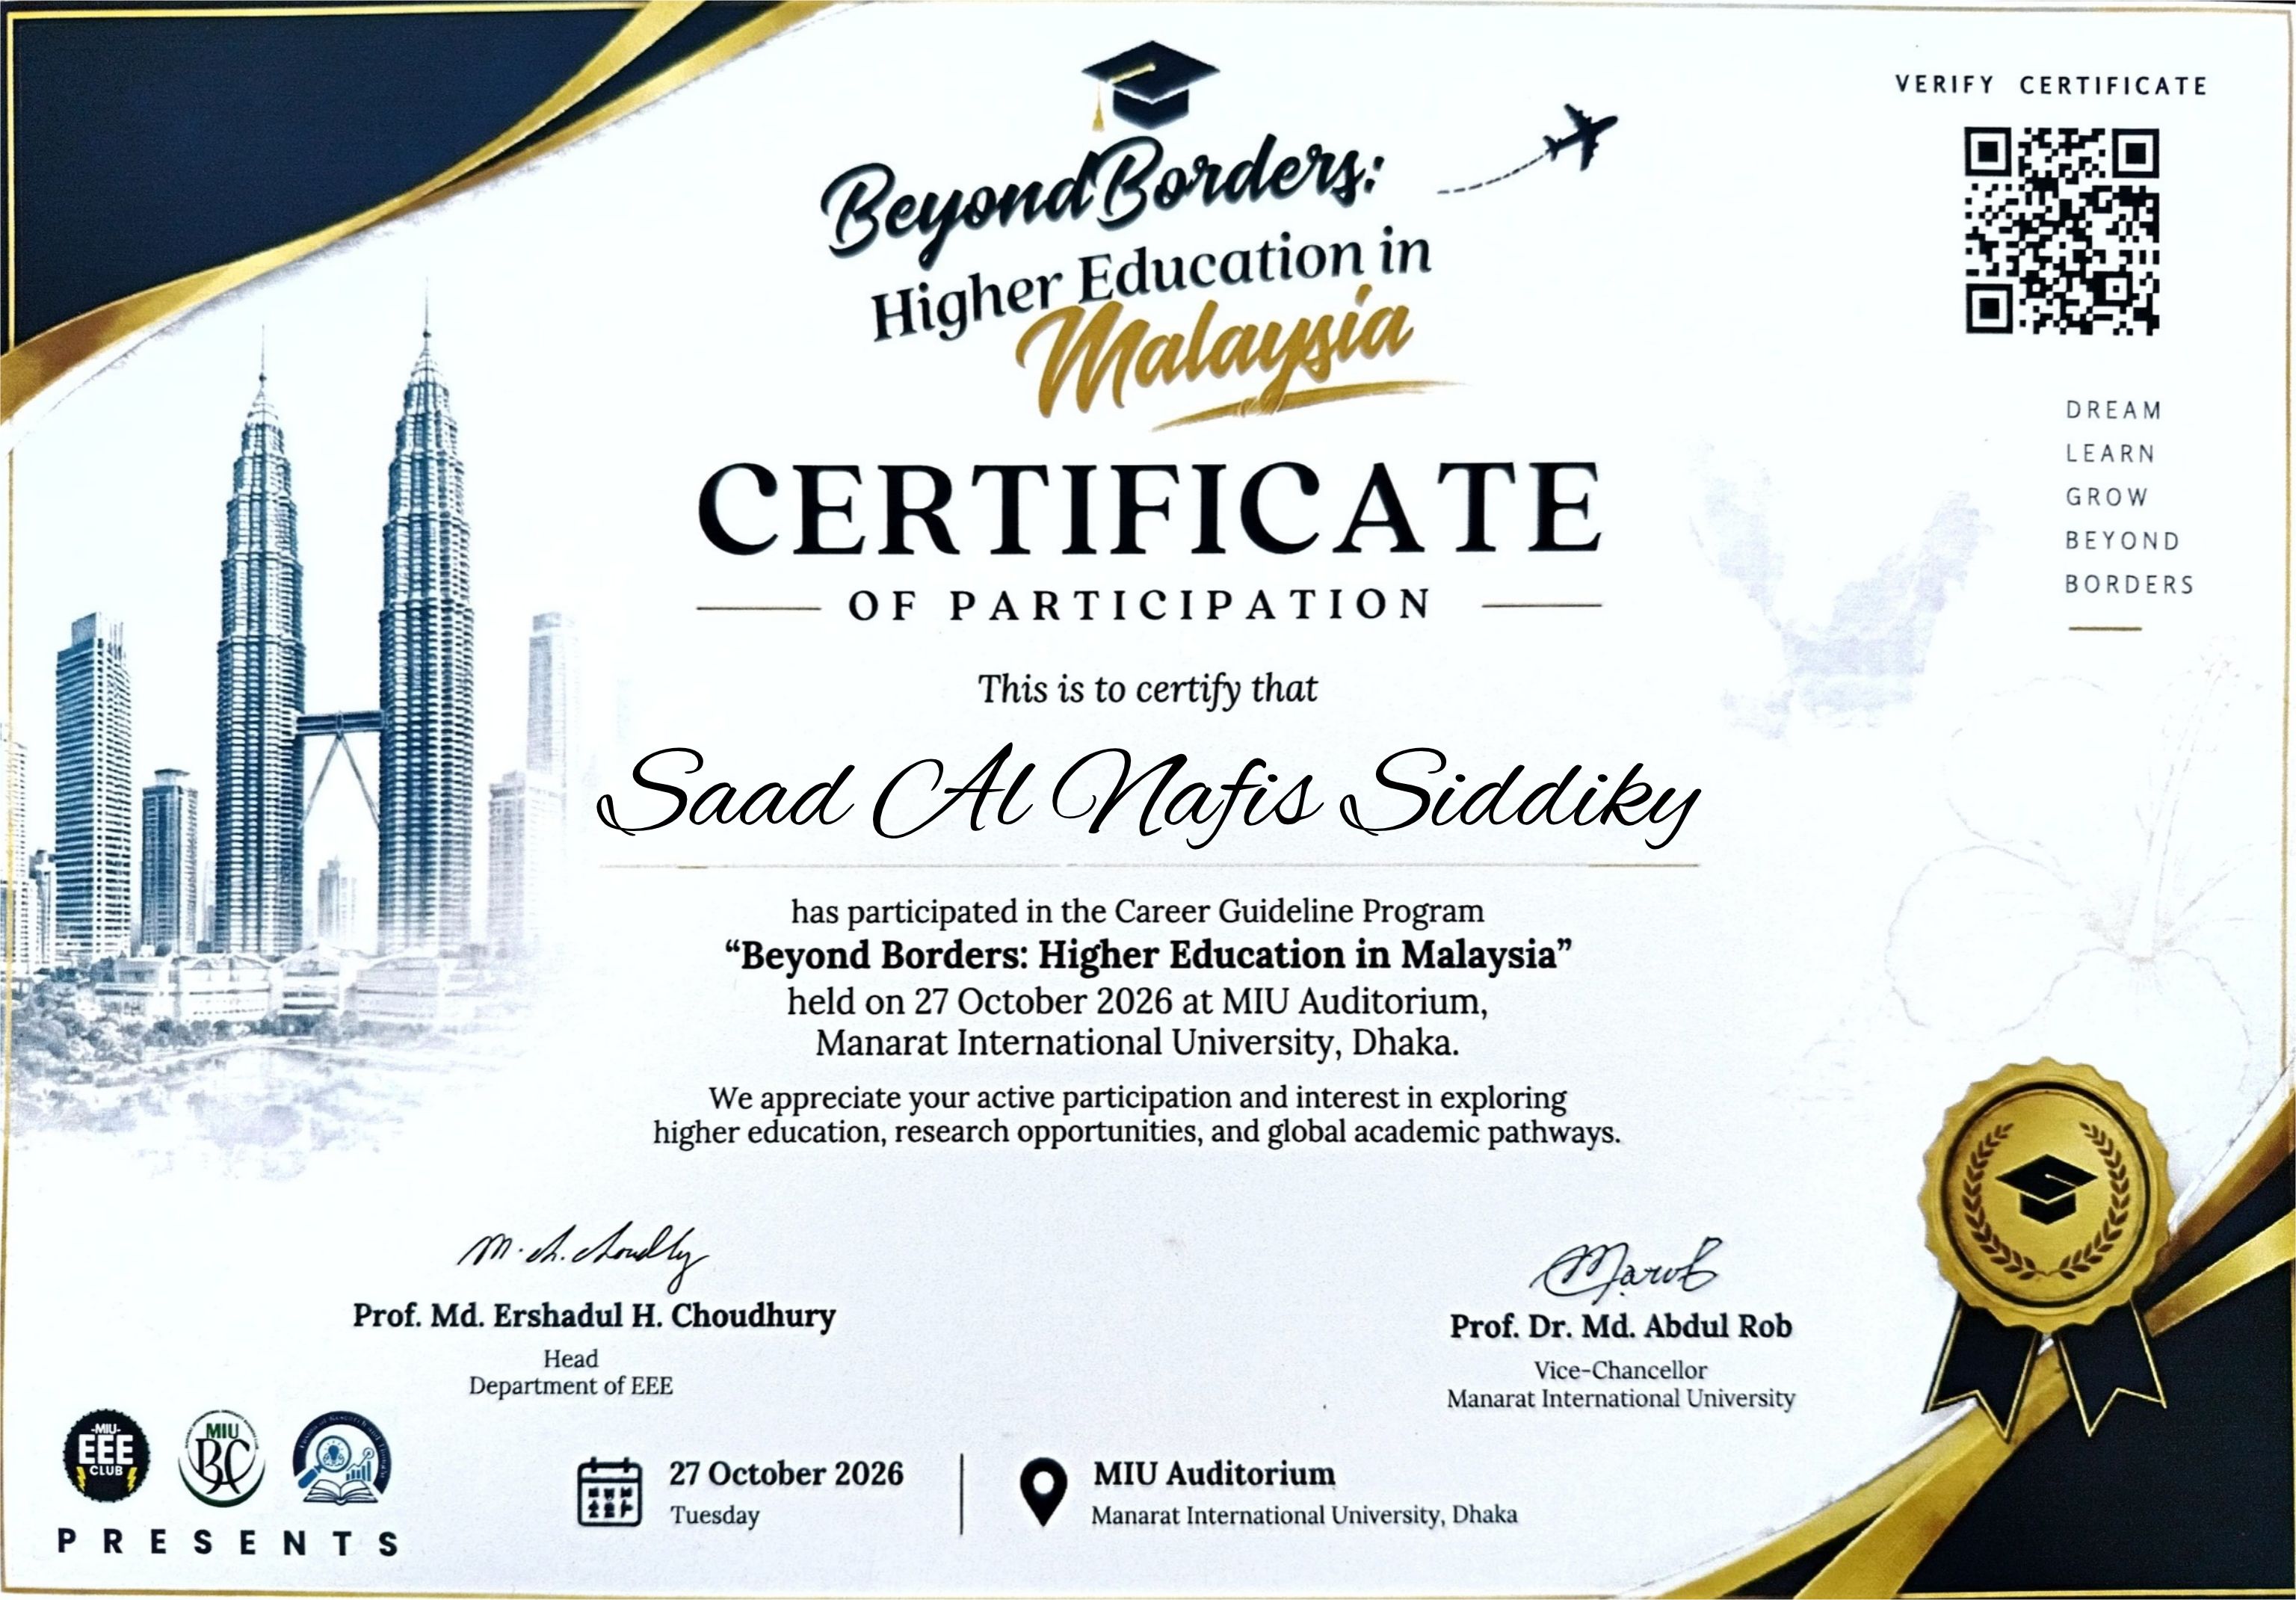 VERIFY CERTIFICATE
Beyond Borders:
Higher Education in
Malaysia
DREAM
LEARN
GROW
BEYOND
BORDERS
CERTIFICATE
OF PARTICIPATION
This is to certify that
Saad Al Nafis Siddiky
has participated in the Career Guideline Program
“Beyond Borders: Higher Education in Malaysia”
held on 27 October 2026 at MIU Auditorium,
Manarat International University, Dhaka.
We appreciate your active participation and interest in exploring
higher education, research opportunities, and global academic pathways.
Prof. Md. Ershadul H. Choudhury
Head
Department of EEE
Prof. Dr. Md. Abdul Rob
Vice-Chancellor
Manarat International University
-MIU-
EEE
CLUB
MIU
PRESENTS
27 October 2026
Tuesday
MIU Auditorium
Manarat International University, Dhaka